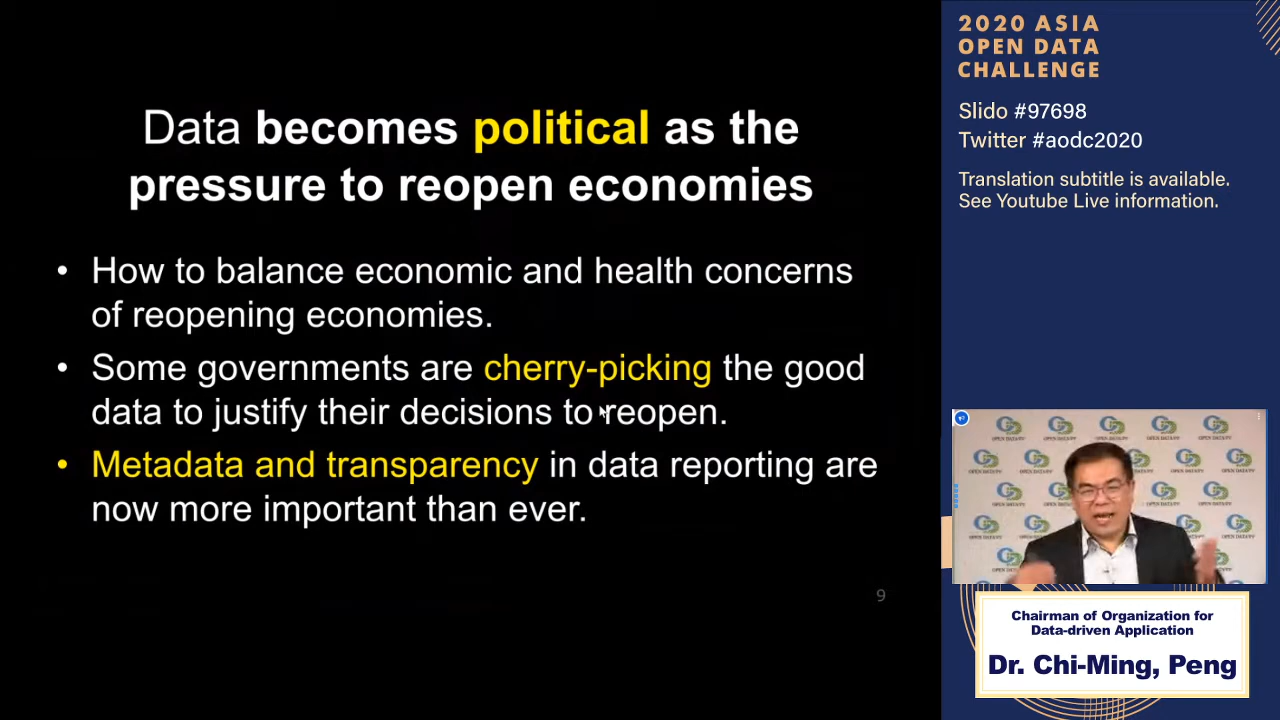 Data becomes political as the
pressure to reopen economies
• How to balance economic and health concerns
of reopening economies.
• Some governments are cherry-picking the good
data to justify their decisions to reopen.
• Metadata and transparency in data reporting are
now more important than ever.
9
2020 ASIA
OPEN DATA
CHALLENGE
Slido #97698
Twitter #aodc2020
Translation subtitle is available.
See Youtube Live information.
Chairman of Organization for
Data-driven Application
Dr. Chi-Ming, Peng